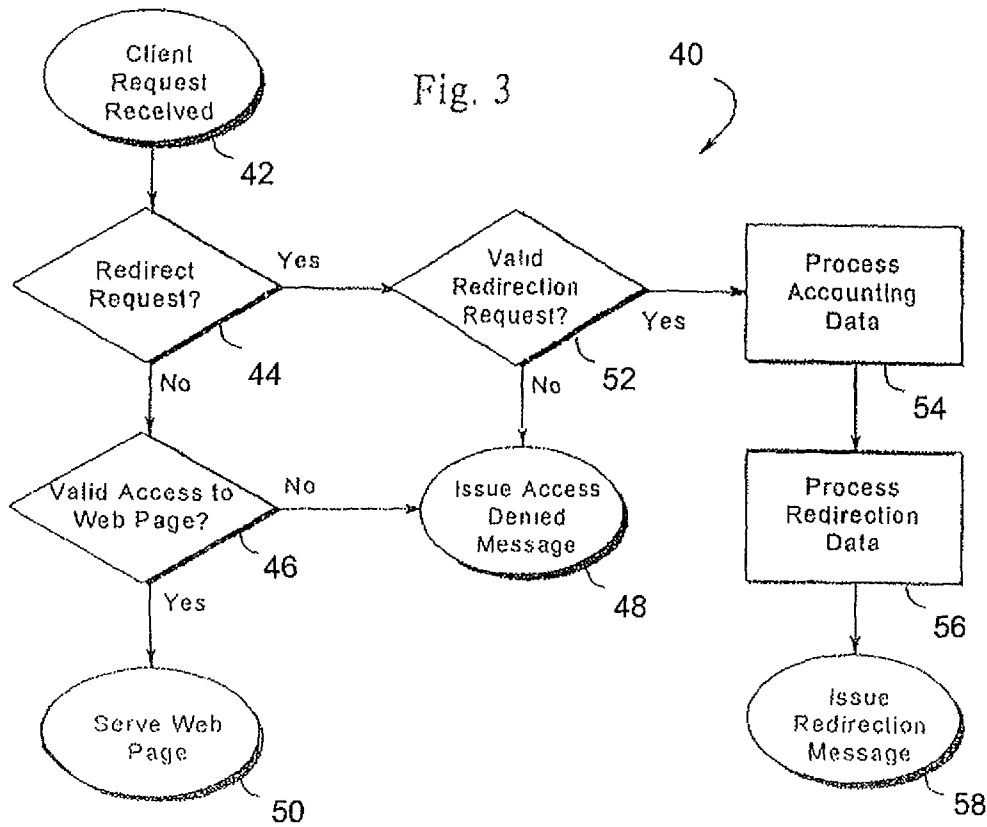 Client
Request
Received
42
Fig. 3
40
Redirect
Request?
44
Yes
No
Valid
Redirection
Request?
52
Yes
No
Process
Accounting
Data
54
Valid Access to
Web Page?
46
No
Yes
Issue Access
Denied
Message
48
Process
Redirection
Data
56
Serve Web
Page
50
Issue
Redirection
Message
58